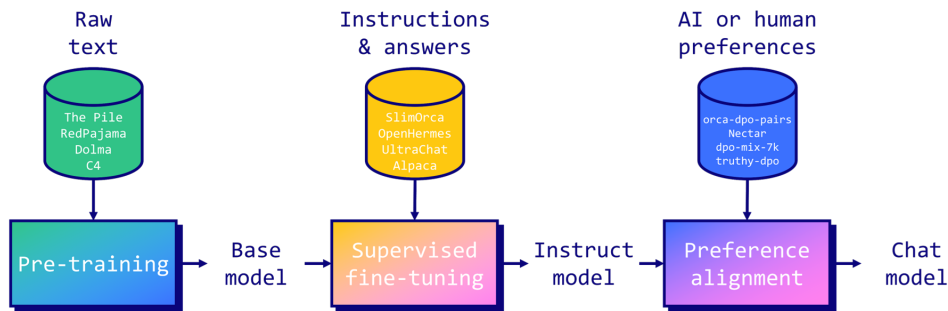 Raw
text
Instructions
& answers
AI or human
preferences
The Pile
RedPajama
Dolma
C4
SlimOrca
OpenHermes
UltraChat
Alpaca
orca-dpo-pairs
Nectar
dpo-mix-7k
truthy-dpo
Pre-training
Base
model
Supervised
fine-tuning
Instruct
model
Preference
alignment
Chat
model